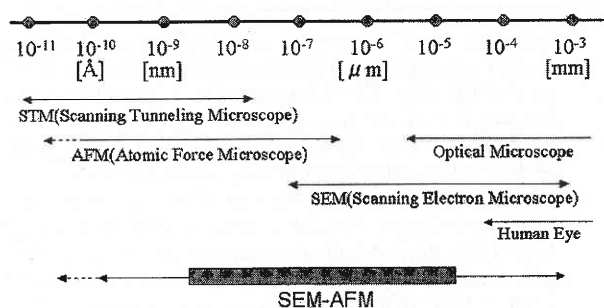 10⁻¹¹ 10⁻¹⁰ 10⁻⁹ 10⁻⁸ 10⁻⁷ 10⁻⁶ 10⁻⁵ 10⁻⁴ 10⁻³
[Å] [nm] [μm] [mm]
STM(Scanning Tunneling Microscope)
AFM(Atomic Force Microscope) Optical Microscope
SEM(Scanning Electron Microscope)
Human Eye
SEM-AFM